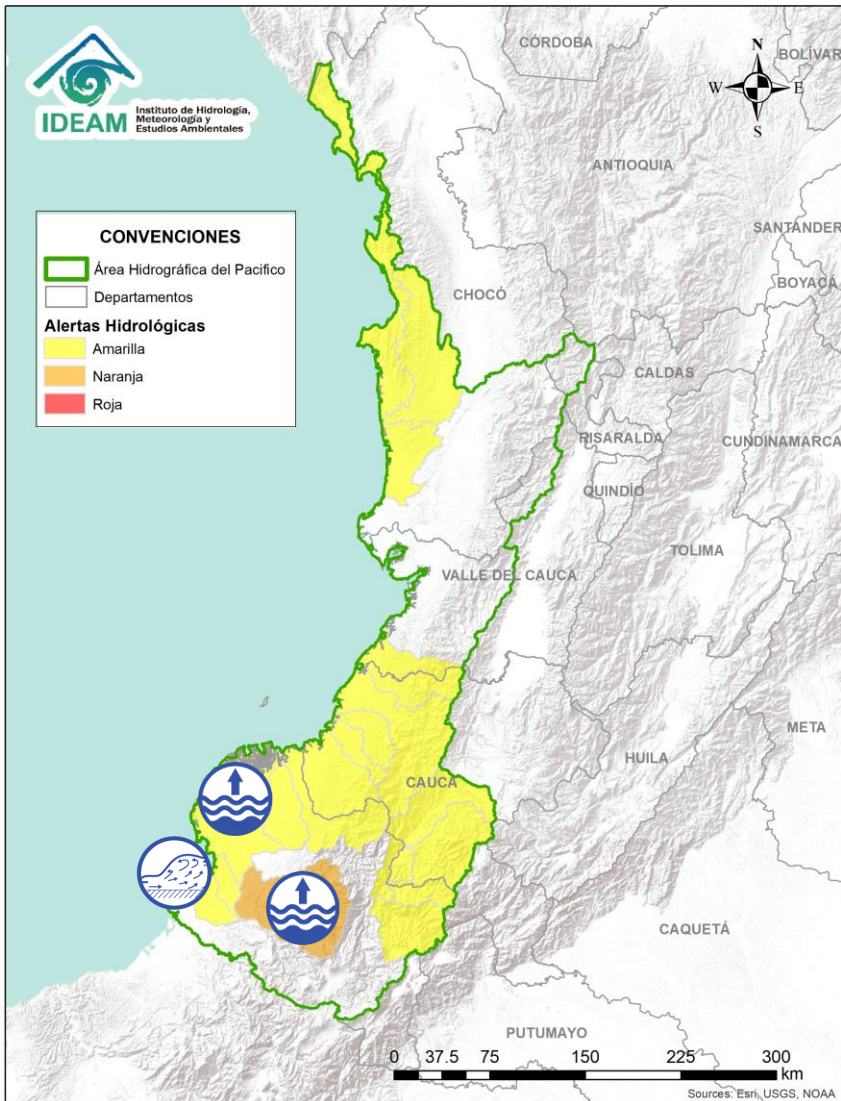 IDEAM
Instituto de Hidrología,
Meteorología y
Estudios Ambientales
CÓRDOBA
BOLÍVAR
N
W
E
S
ANTIOQUIA
SANTANDER
BOYACÁ
CONVENCIONES
Área Hidrográfica del Pacifico
Departamentos
Alertas Hidrológicas
Amarilla
Naranja
Roja
CHOCÓ
CALDAS
RISARALDA
CUNDINAMARCA
QUINDÍO
TOLIMA
VALLE DEL CAUCA
META
HUILA
CAUCA
CAQUETÁ
PUTUMAYO
0 37.5 75 150 225 300
km
Sources: Esri, USGS, NOAA